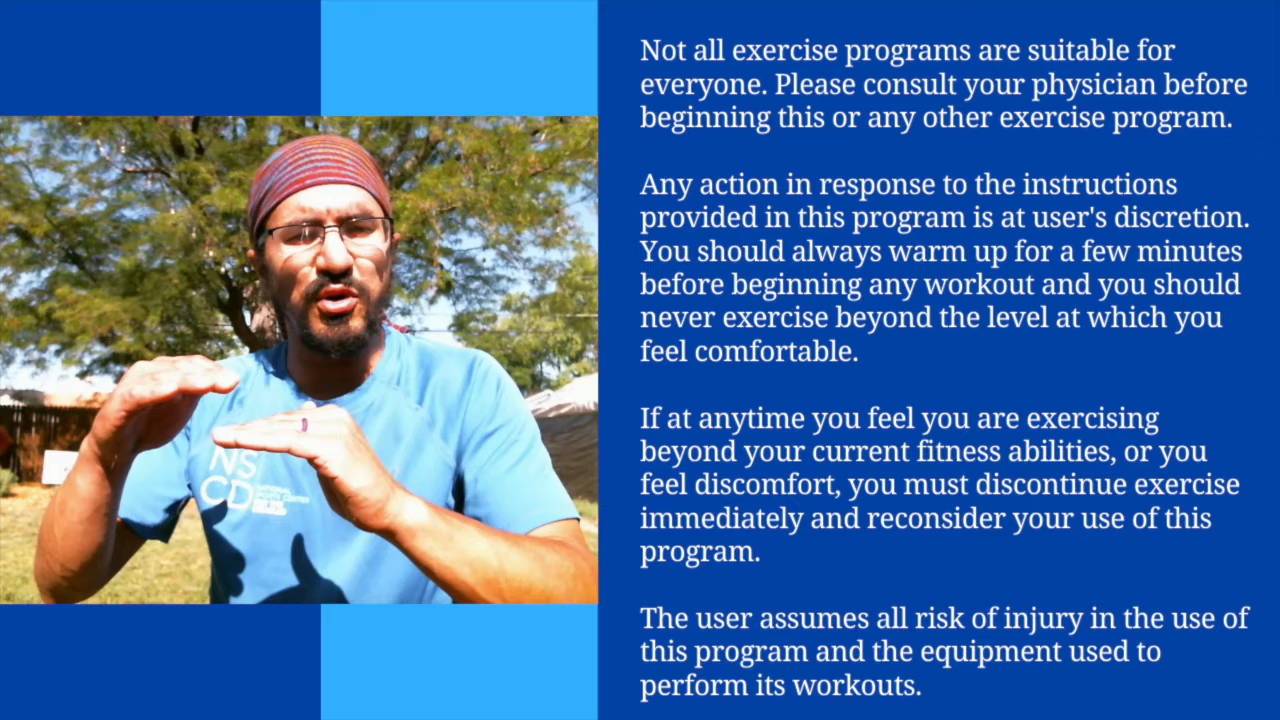 Not all exercise programs are suitable for
everyone. Please consult your physician before
beginning this or any other exercise program.
Any action in response to the instructions
provided in this program is at user's discretion.
You should always warm up for a few minutes
before beginning any workout and you should
never exercise beyond the level at which you
feel comfortable.
If at anytime you feel you are exercising
beyond your current fitness abilities, or you
feel discomfort, you must discontinue exercise
immediately and reconsider your use of this
program.
The user assumes all risk of injury in the use of
this program and the equipment used to
perform its workouts.
NS
CD